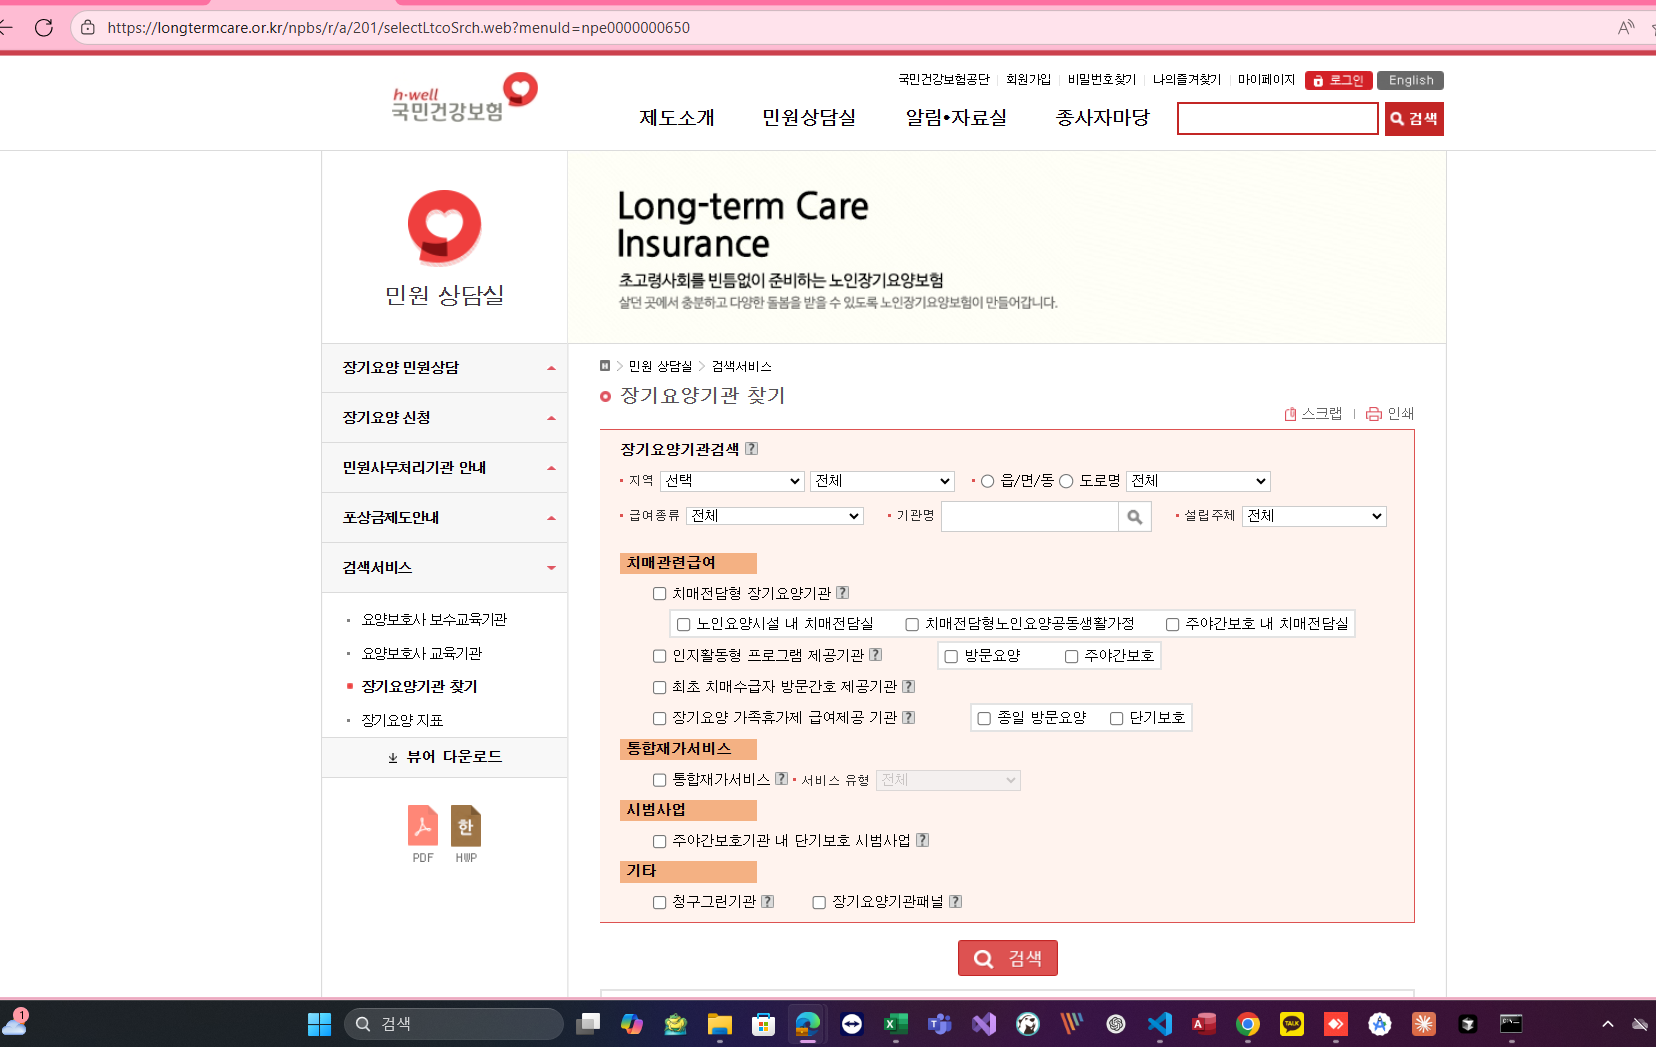 https://longtermcare.or.kr/npbs/r/a/201/selectLtcoSrch.web?menuId=npe0000000650
국민건강보험공단 회원가입 비밀번호찾기 나의즐겨찾기 마이페이지 로그인 English
h·well
국민건강보험
제도소개 민원상담실 알림•자료실 종사자마당 검색
Long-term Care
Insurance
초고령사회를 빈틈없이 준비하는 노인장기요양보험
살던 곳에서 충분하고 다양한 돌봄을 받을 수 있도록 노인장기요양보험이 만들어갑니다.
민원 상담실
장기요양 민원상담
장기요양 신청
민원사무처리기관 안내
포상금제도안내
검색서비스
요양보호사 보수교육기관
요양보호사 교육기관
장기요양기관 찾기
장기요양 지표
뷰어 다운로드
한
PDF HWP
H > 민원 상담실 > 검색서비스
장기요양기관 찾기
스크랩 | 인쇄
장기요양기관검색 ?
지역 선택 전체 읍/면/동 도로명 전체
급여종류 전체 기관명 설립주체 전체
치매관련급여
치매전담형 장기요양기관 ?
노인요양시설 내 치매전담실 치매전담형노인요양공동생활가정 주야간보호 내 치매전담실
인지활동형 프로그램 제공기관 ? 방문요양 주야간보호
최초 치매수급자 방문간호 제공기관 ?
장기요양 가족휴가제 급여제공 기관 ? 종일 방문요양 단기보호
통합재가서비스
통합재가서비스 ? 서비스 유형 전체
시범사업
주야간보호기관 내 단기보호 시범사업 ?
기타
청구그린기관 ? 장기요양기관패널 ?
검색
1
검색
TALK